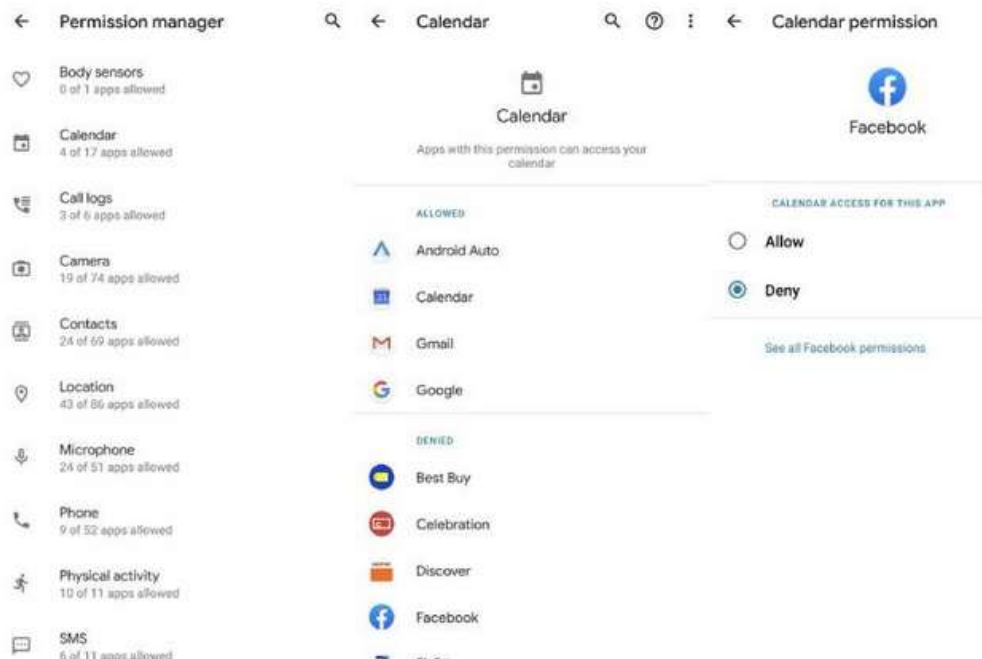 Permission manager
Body sensors
0 of 1 apps allowed
Calendar
4 of 17 apps allowed
Call logs
3 of 6 apps allowed
Camera
19 of 74 apps allowed
Contacts
24 of 69 apps allowed
Location
43 of 86 apps allowed
Microphone
24 of 51 apps allowed
Phone
9 of 52 apps allowed
Physical activity
10 of 11 apps allowed
SMS
6 of 11 apps allowed
Calendar
Calendar
Apps with this permission can access your
calendar
ALLOWED
Android Auto
Calendar
Gmail
Google
DENIED
Best Buy
Celebration
Discover
Facebook
Calendar permission
Facebook
CALENDAR ACCESS FOR THIS APP
Allow
Deny
See all Facebook permissions